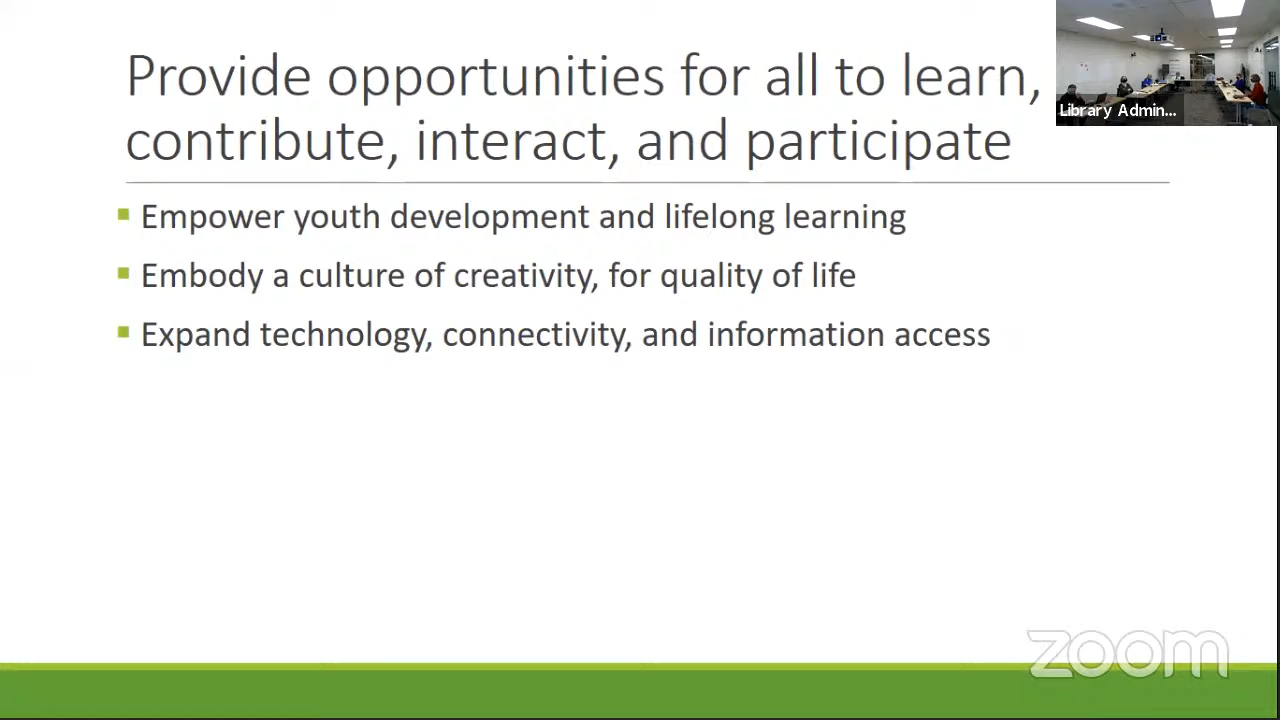 Provide opportunities for all to learn,
contribute, interact, and participate
Library Admin...
Empower youth development and lifelong learning
Embody a culture of creativity, for quality of life
Expand technology, connectivity, and information access
zoom